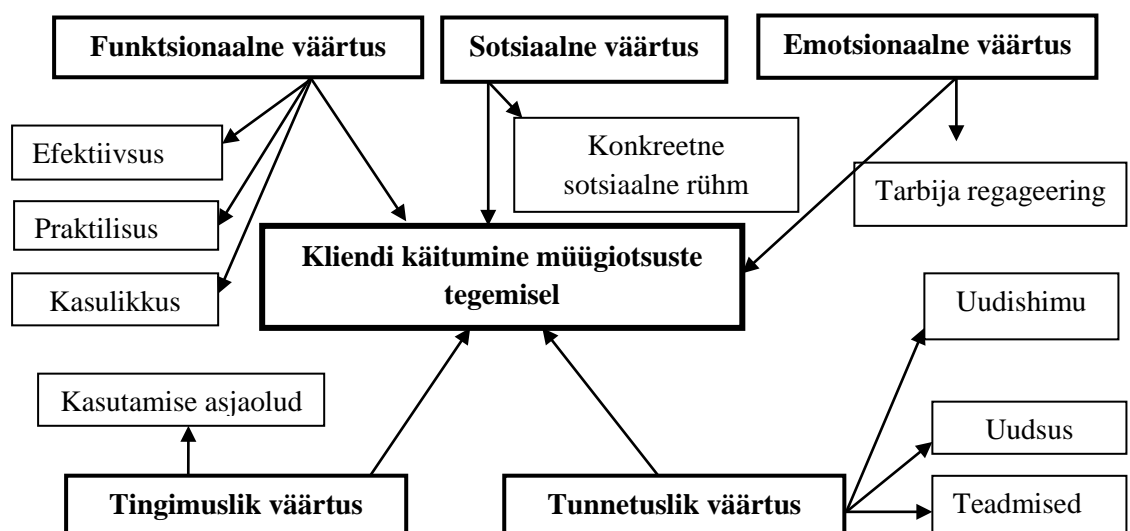 Funktsionaalne väärtus
Sotsiaalne väärtus
Emotsionaalne väärtus
Efektiivsus
Konkreetne
sotsiaalne rühm
Tarbija regageering
Praktilisus
Kliendi käitumine müügiotsuste
tegemisel
Kasulikkus
Uudishimu
Kasutamise asjaolud
Uudsus
Tingimuslik väärtus
Tunnetuslik väärtus
Teadmised